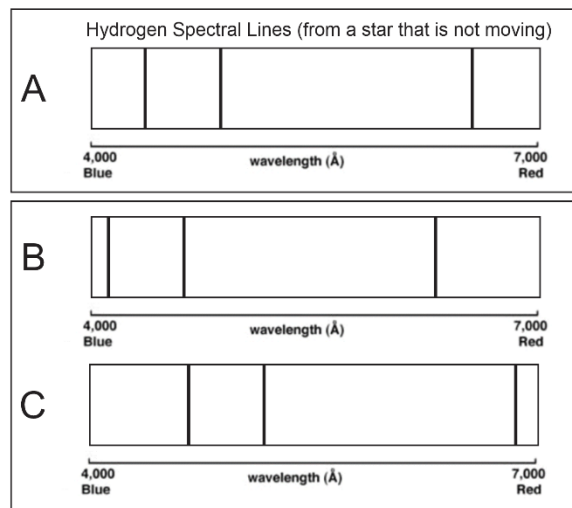 Hydrogen Spectral Lines (from a star that is not moving)
A
4,000 wavelength (Å) 7,000
Blue Red
B
4,000 wavelength (Å) 7,000
Blue Red
C
4,000 wavelength (Å) 7,000
Blue Red